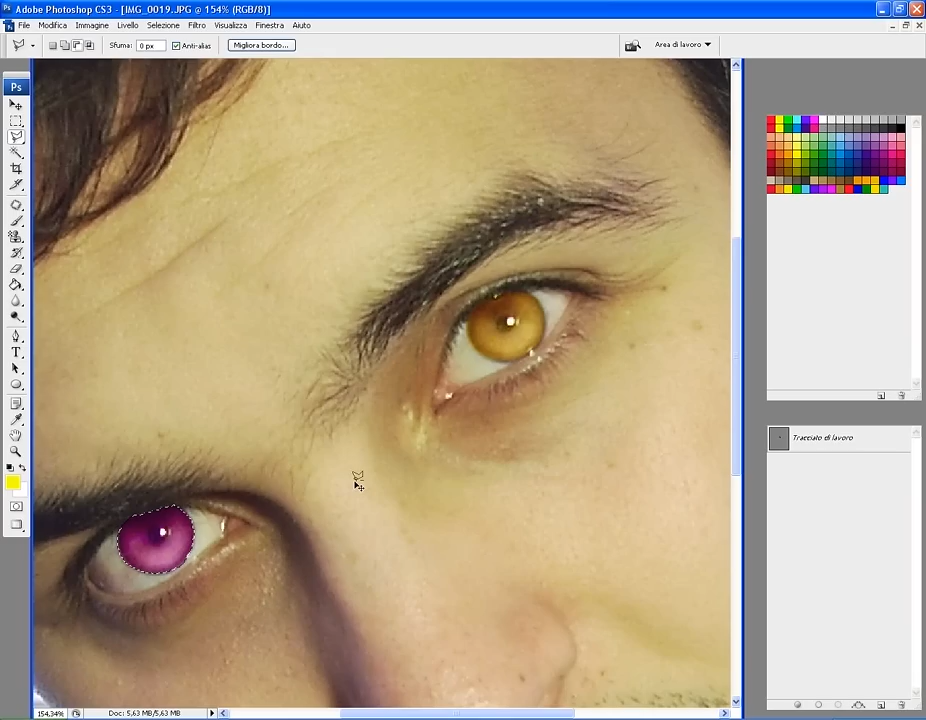 Adobe Photoshop CS3 - [IMG_0019.JPG @ 154% (RGB/8)]
File Modifica Immagine Livello Selezione Filtro Visualizza Finestra Aiuto
Sfuma: 0 px Anti-alias Migliora bordo... Area di lavoro
Ps
T
Tracciato di lavoro
154,34% Doc: 5,63 MB/5,63 MB